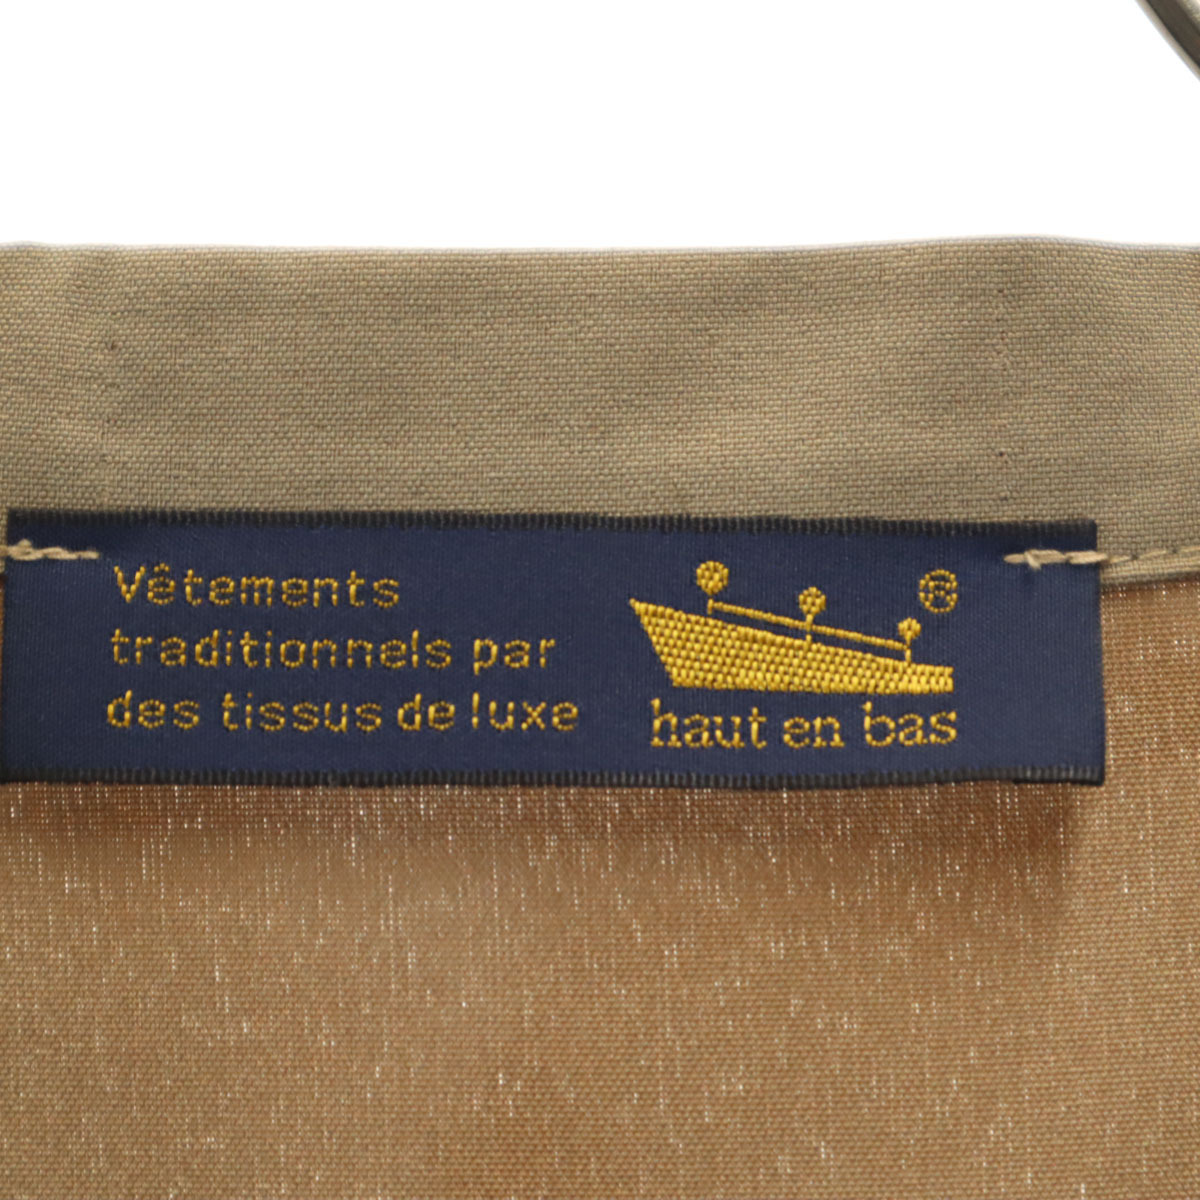 Vêtements
traditionnels par
des tissus de luxe
®
haut en bas